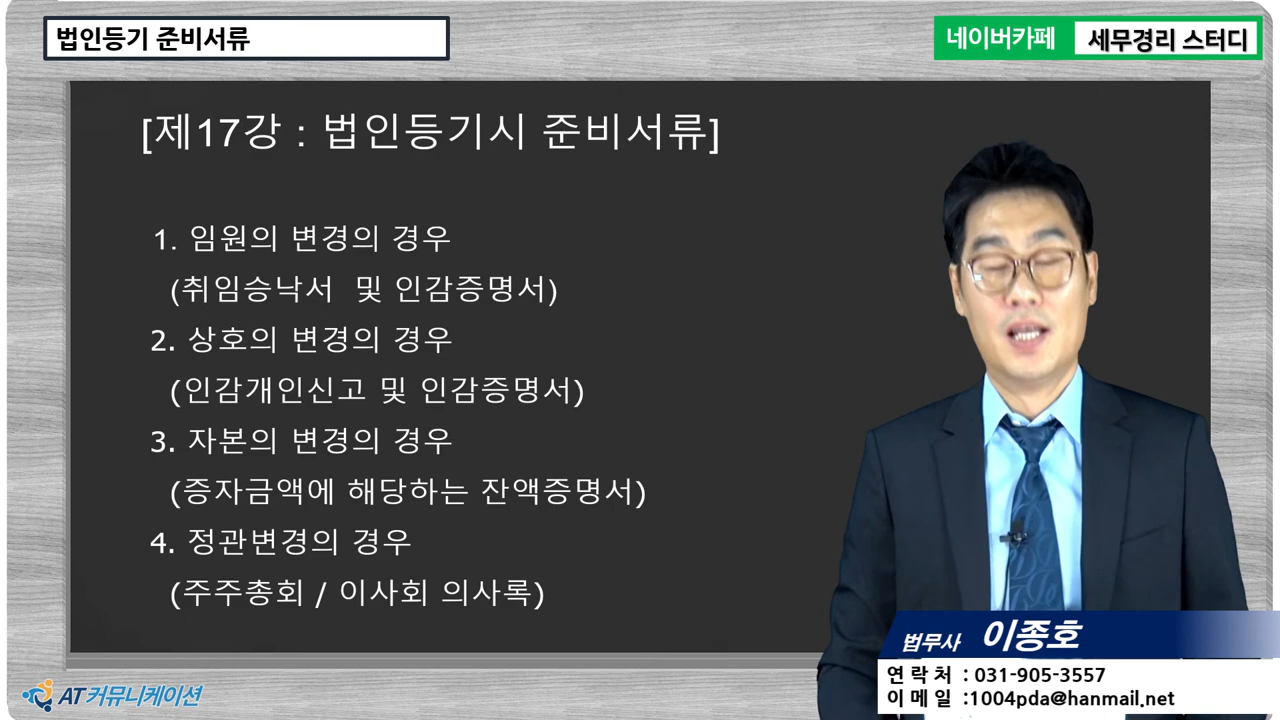 법인등기 준비서류
네이버카페 세무경리 스터디
[제17강 : 법인등기시 준비서류]
1. 임원의 변경의 경우
(취임승낙서 및 인감증명서)
2. 상호의 변경의 경우
(인감개인신고 및 인감증명서)
3. 자본의 변경의 경우
(증자금액에 해당하는 잔액증명서)
4. 정관변경의 경우
(주주총회 / 이사회 의사록)
법무사 이종호
연 락 처 : 031-905-3557
이 메 일 :1004pda@hanmail.net
AT커뮤니케이션